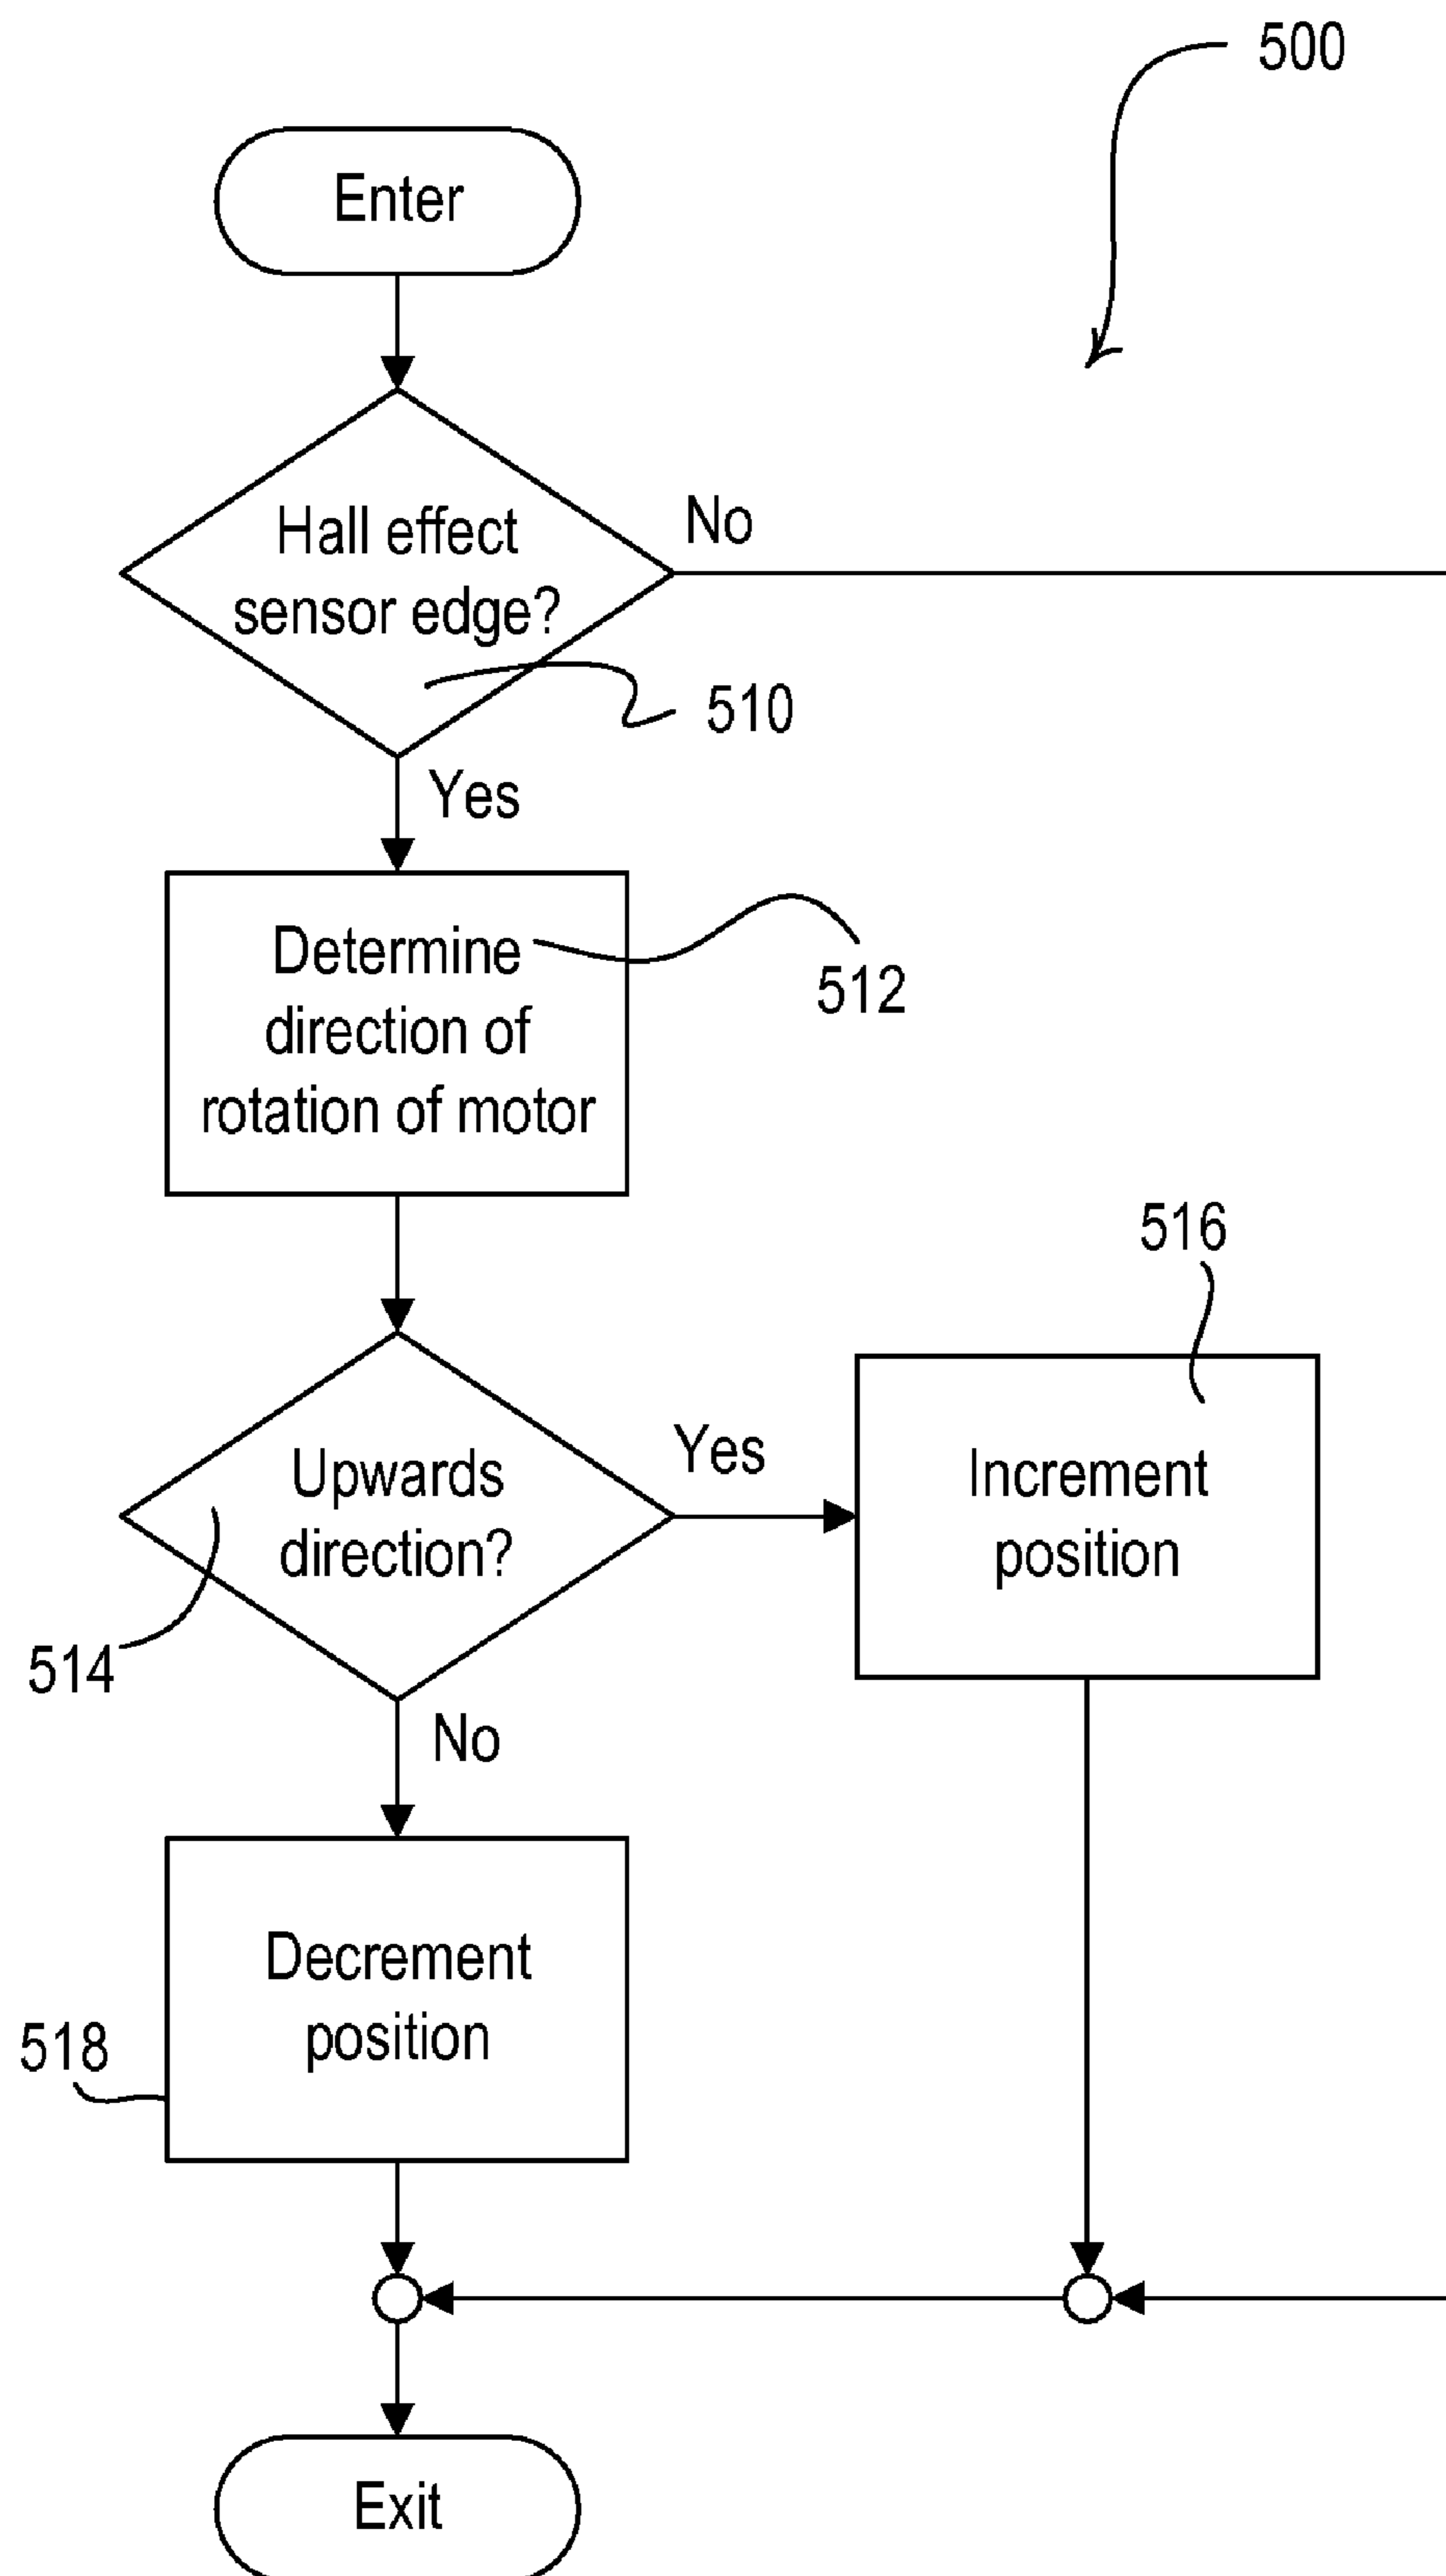 500
Enter
Hall effect
sensor edge?
No
510
Yes
Determine
direction of
rotation of motor
512
516
Upwards
direction?
Yes
Increment
position
514
No
Decrement
position
518
Exit